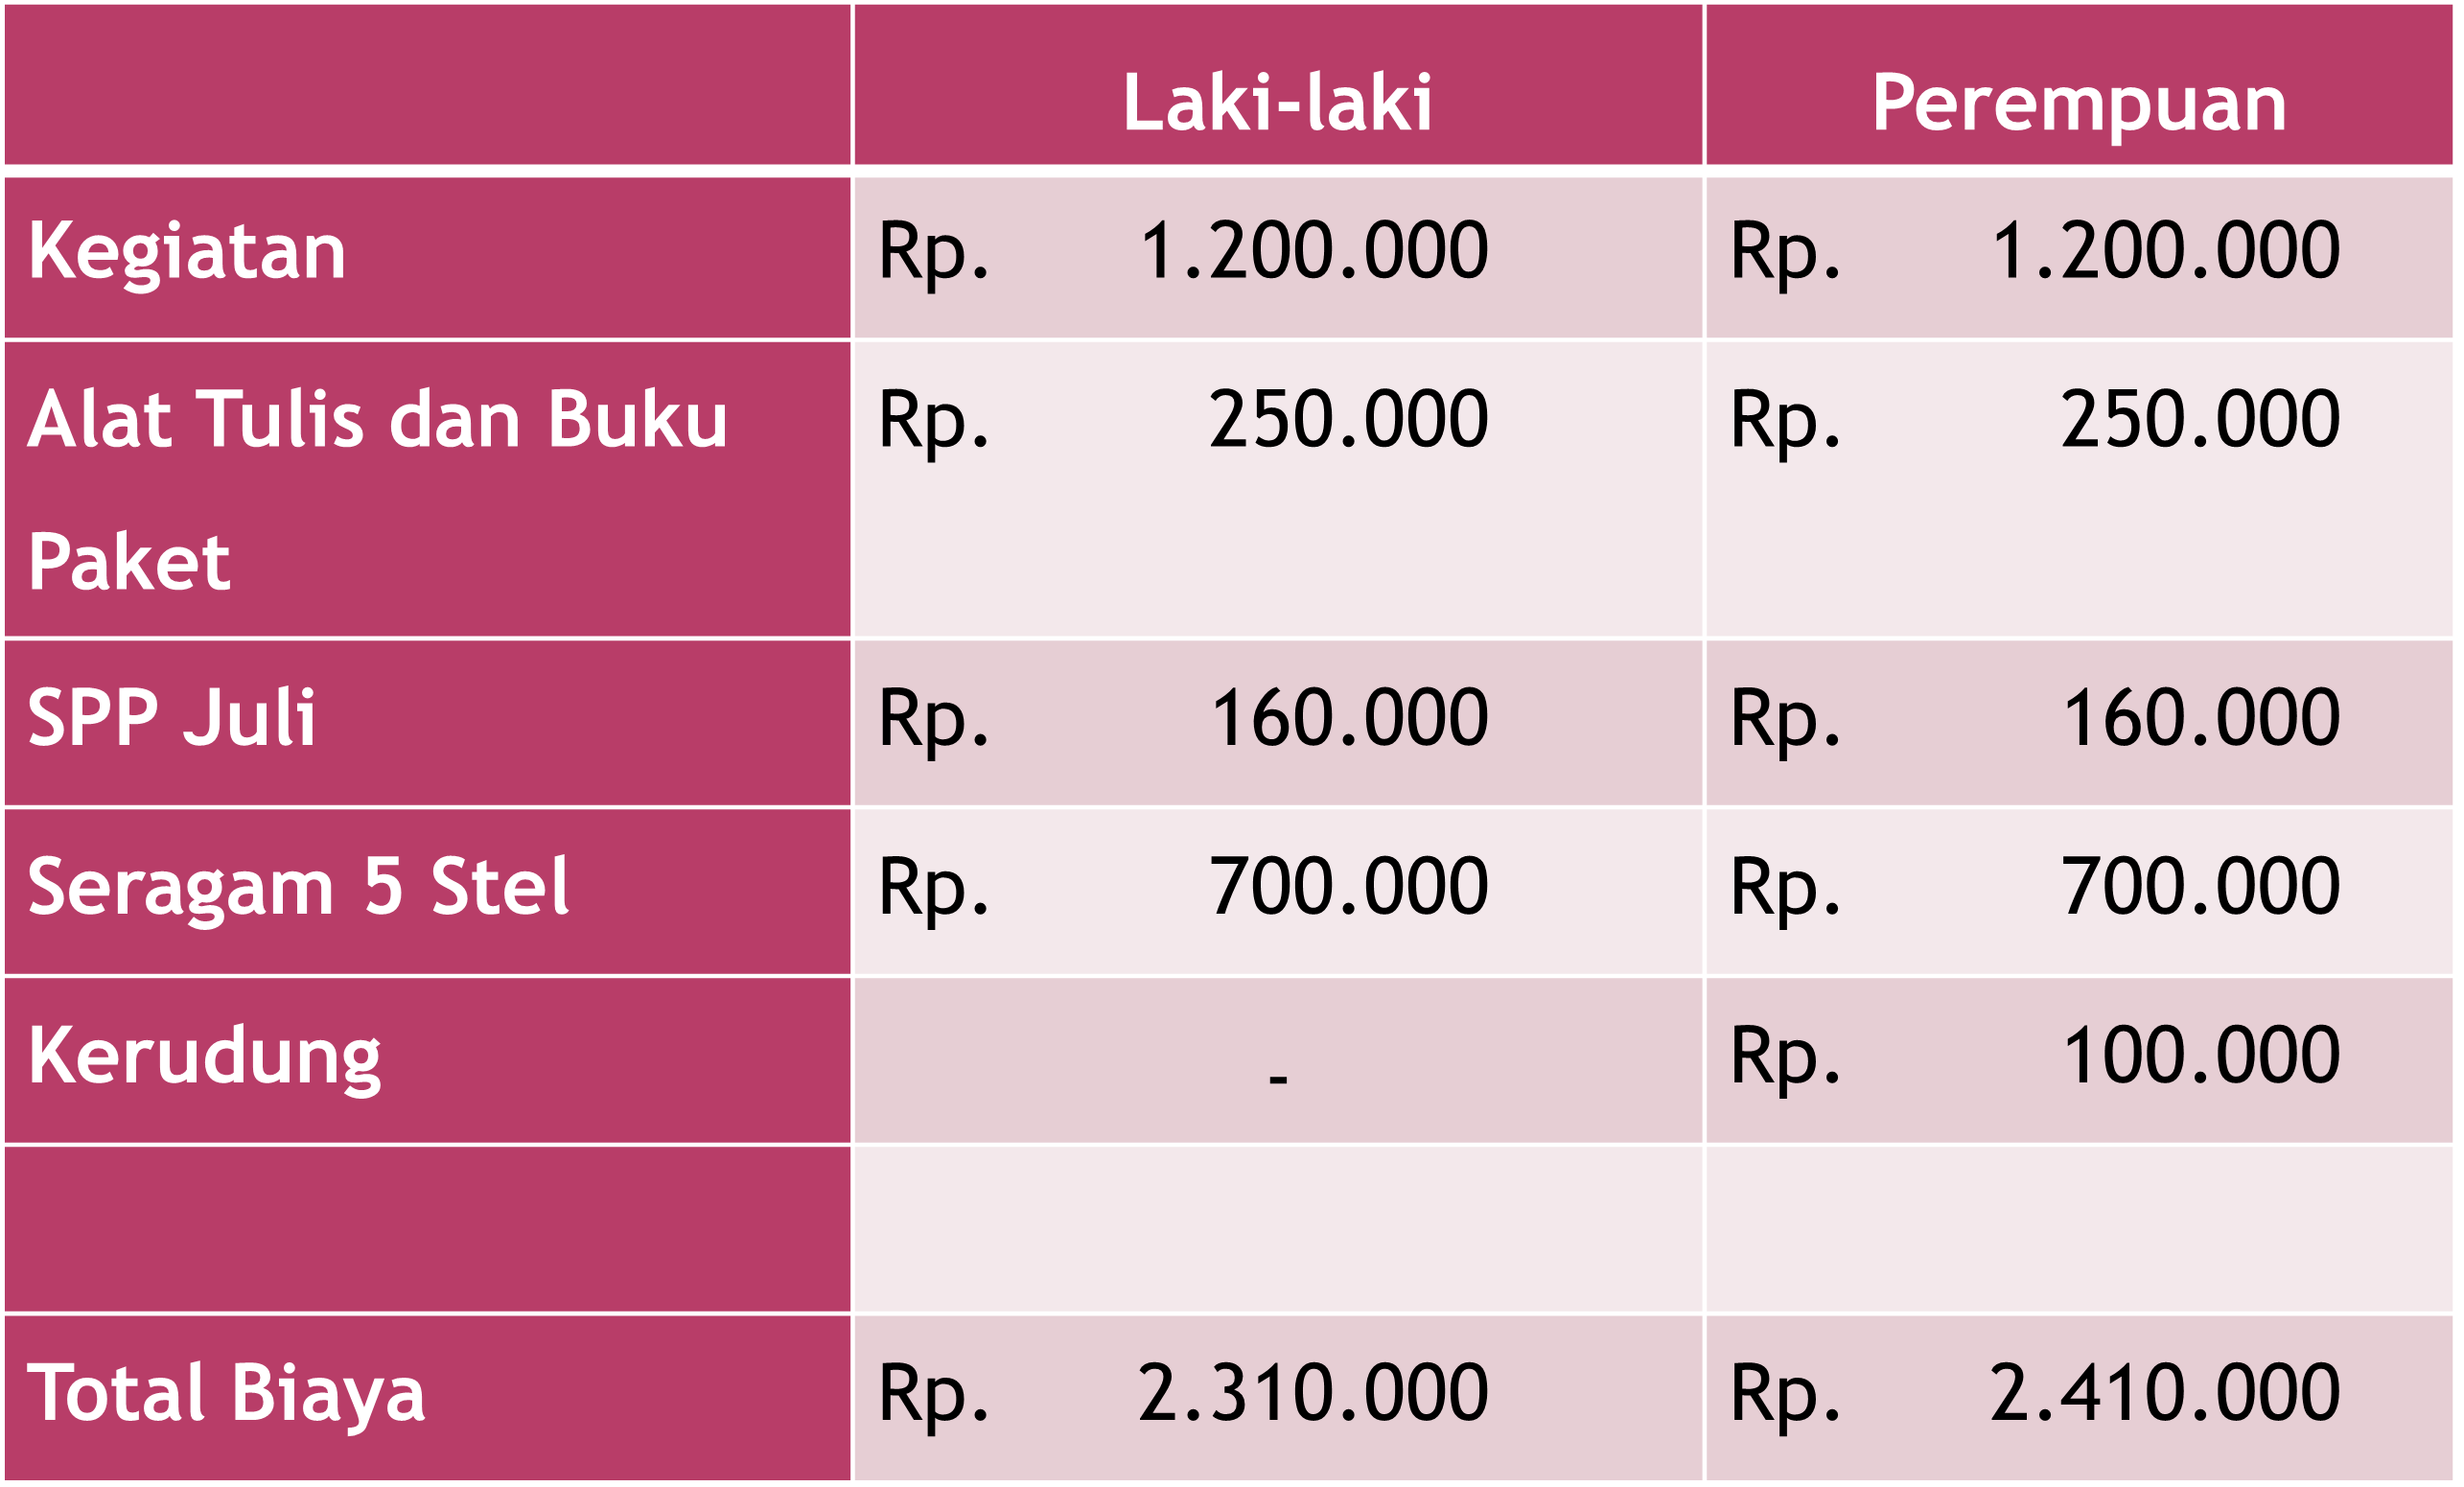 Laki-laki Perempuan
Kegiatan Rp. 1.200.000 Rp. 1.200.000
Alat Tulis dan Buku Rp. 250.000 Rp. 250.000
Paket
SPP Juli Rp. 160.000 Rp. 160.000
Seragam 5 Stel Rp. 700.000 Rp. 700.000
Kerudung - Rp. 100.000
Total Biaya Rp. 2.310.000 Rp. 2.410.000